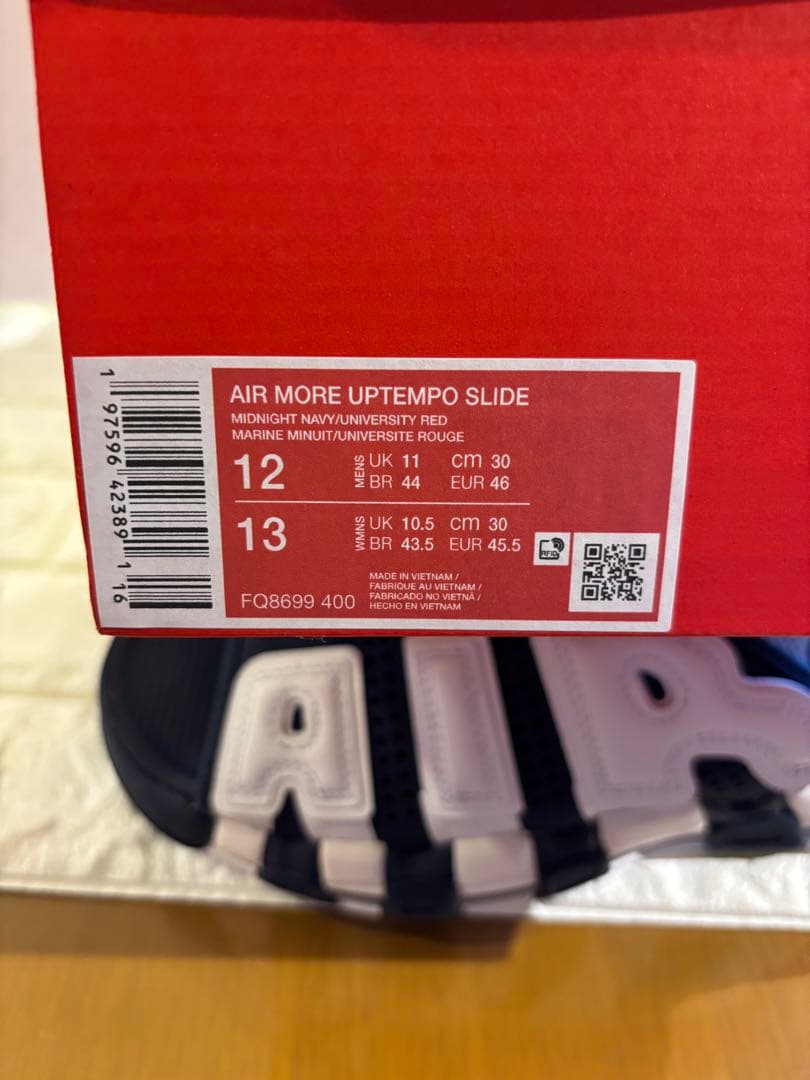 AIR MORE UPTEMPO SLIDE
MIDNIGHT NAVY/UNIVERSITY RED
MARINE MINUIT/UNIVERSITE ROUGE
12 MENS UK 11 cm 30
BR 44 EUR 46
13 WMNS UK 10.5 cm 30
BR 43.5 EUR 45.5
RFID
FQ8699 400
MADE IN VIETNAM /
FABRIQUE AU VIETNAM /
FABRICADO NO VIETNÃ /
HECHO EN VIETNAM
1 97596 42389 1 16
AIR